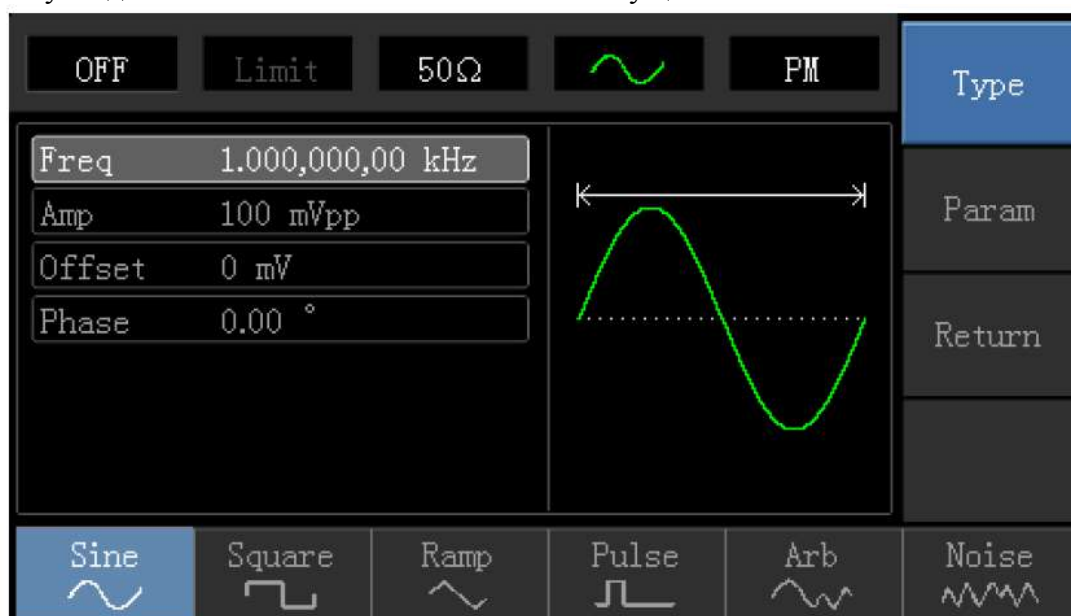 OFF Limit 50Ω PM Type
Freq 1.000,000,00 kHz
Amp 100 mVpp
Offset 0 mV
Phase 0.00 °
Param
Return
Sine Square Ramp Pulse Arb Noise